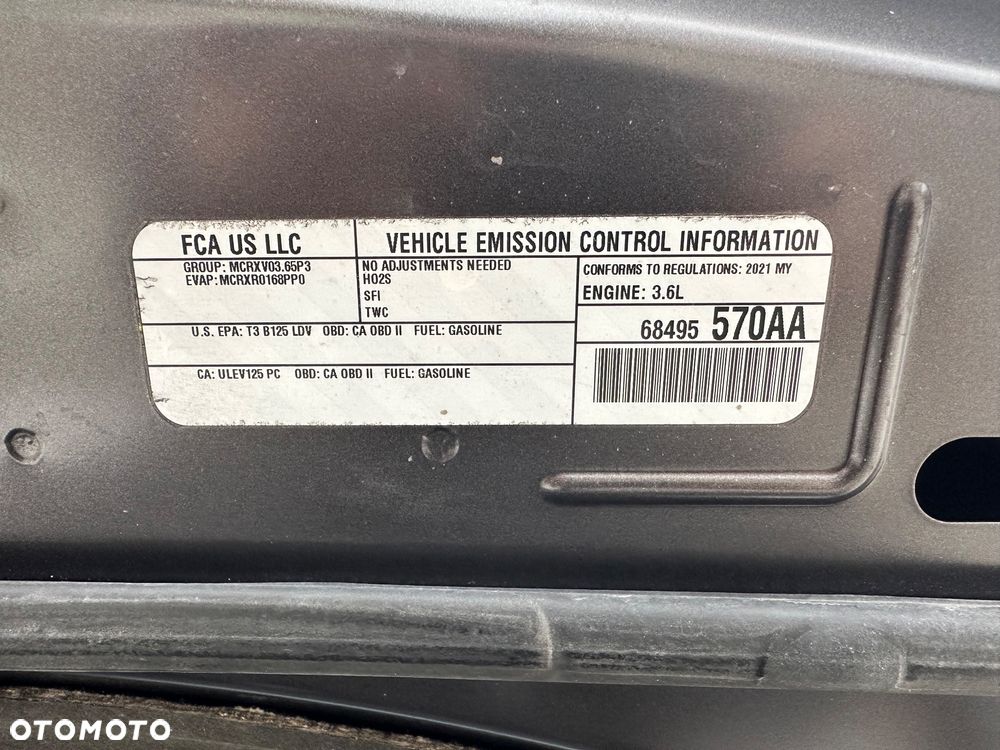 FCA US LLC
VEHICLE EMISSION CONTROL INFORMATION
GROUP: MCRXV03.65P3
EVAP: MCRXR0168PP0
NO ADJUSTMENTS NEEDED
HO2S
SFI
TWC
CONFORMS TO REGULATIONS: 2021 MY
ENGINE: 3.6L
U.S. EPA: T3 B125 LDV OBD: CA OBD II FUEL: GASOLINE
68495 570AA
CA: ULEV125 PC OBD: CA OBD II FUEL: GASOLINE
OTOMOTO